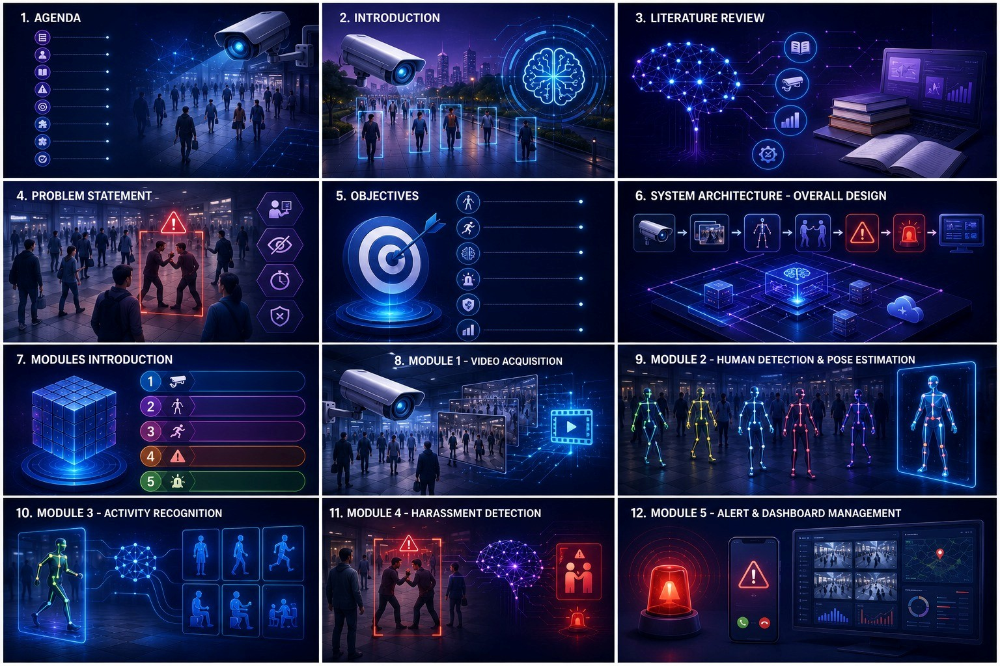 1. AGENDA
2. INTRODUCTION
3. LITERATURE REVIEW
4. PROBLEM STATEMENT
5. OBJECTIVES
6. SYSTEM ARCHITECTURE - OVERALL DESIGN
7. MODULES INTRODUCTION
1
2
3
4
5
8. MODULE 1 - VIDEO ACQUISITION
9. MODULE 2 - HUMAN DETECTION & POSE ESTIMATION
10. MODULE 3 - ACTIVITY RECOGNITION
11. MODULE 4 - HARASSMENT DETECTION
12. MODULE 5 - ALERT & DASHBOARD MANAGEMENT